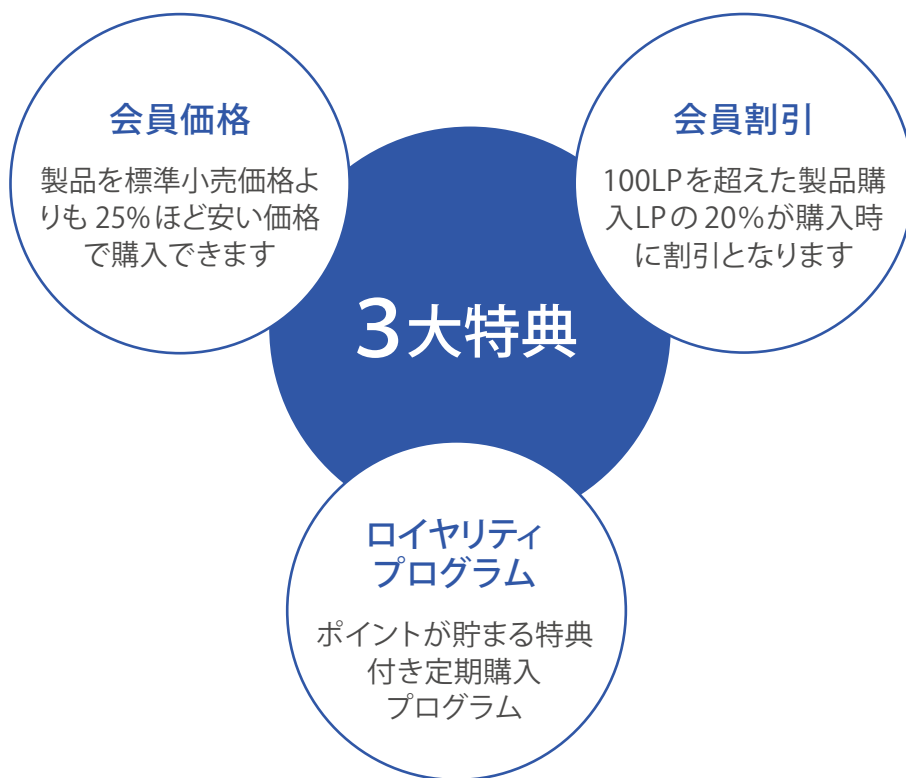 会員価格
製品を標準小売価格よ
りも25%ほど安い価格
で購入できます
会員割引
100LPを超えた製品購
入LPの20%が購入時
に割引となります
3大特典
ロイヤリティ
プログラム
ポイントが貯まる特典
付き定期購入
プログラム